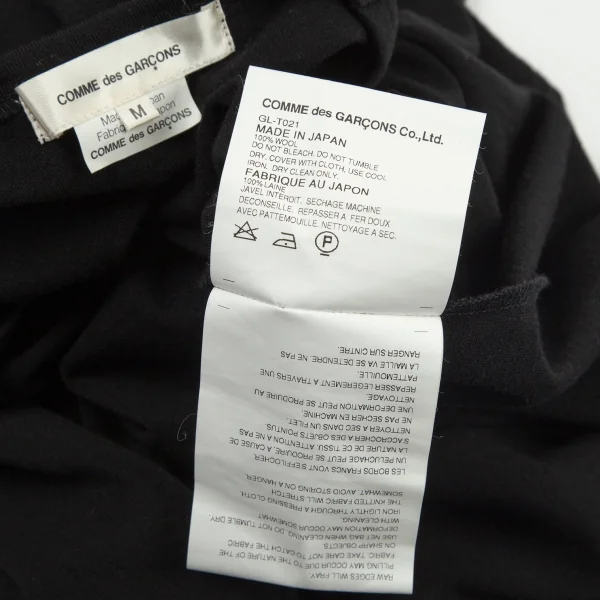 COMME des GARÇONS
M
COMME des GARÇONS
COMME des GARÇONS Co.,Ltd.
GL-T021
MADE IN JAPAN
100% WOOL
DO NOT BLEACH. DO NOT TUMBLE
DRY. COVER WITH CLOTH, USE COOL
IRON. DRY CLEAN ONLY.
FABRIQUE AU JAPON
100% LAINE
JAVEL INTERDIT. SECHAGE MACHINE
DECONSEILLE. REPASSER A FER DOUX
AVEC PATTEMOUILLE. NETTOYAGE A SEC.
P
RAW EDGES WILL FRAY.
PILLING MAY OCCUR DUE TO THE NATURE OF THE
FABRIC. TAKE CARE NOT TO CATCH THE FABRIC
ON SHARP OBJECTS.
USE NET BAG WHEN CLEANING. DO NOT TUMBLE DRY.
DEFORMATION MAY OCCUR SOMEWHAT
WITH CLEANING.
IRON LIGHTLY THROUGH A PRESSING CLOTH.
THE KNITTED FABRIC WILL STRETCH
SOMEWHAT. AVOID STORING ON A HANGER.
LES BORDS FRANCS VONT S'EFFILOCHER.
UNE PELUCHE PEUT SE PRODUIRE A CAUSE DE
LA NATURE DE CE TISSU. ATTENTION A NE PAS
S'ACCROCHER A DES OBJETS POINTUS
NETTOYER A SEC DANS UN FILET.
NE PAS SECHER EN MACHINE.
UNE DEFORMATION SE PEUT PRODUIRE AU
NETTOYAGE.
REPASSER LEGEREMENT A TRAVERS UNE
PATTEMOUILLE.
LA MAILLE VA SE DETENDRE. NE PAS
RANGER SUR CINTRE.